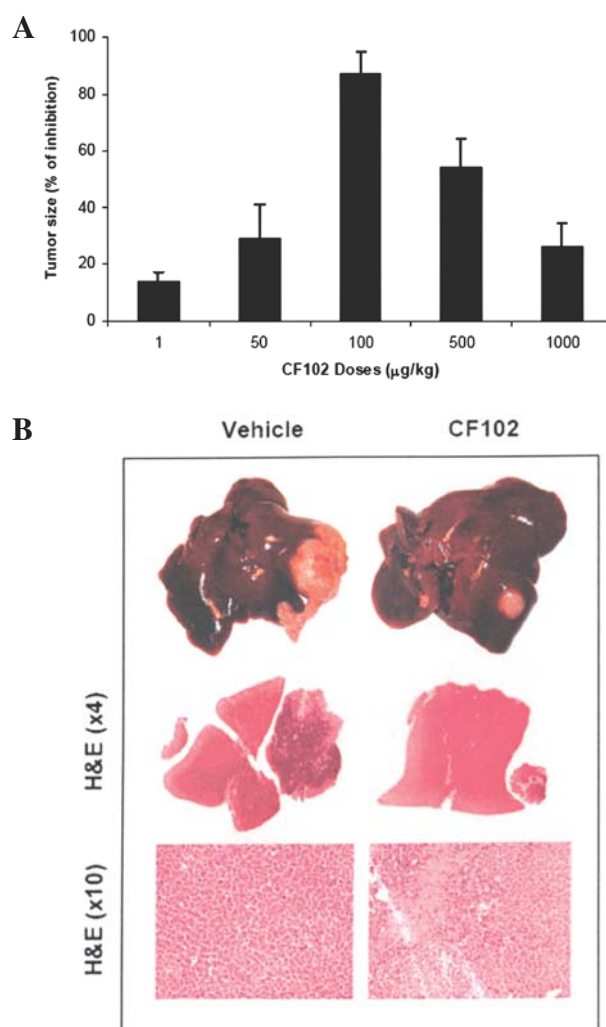 A
Tumor size (% of inhibition)
100
80
60
40
20
0
1 50 100 500 1000
CF102 Doses (μg/kg)
B
Vehicle CF102
H&E (x4)
H&E (x10)